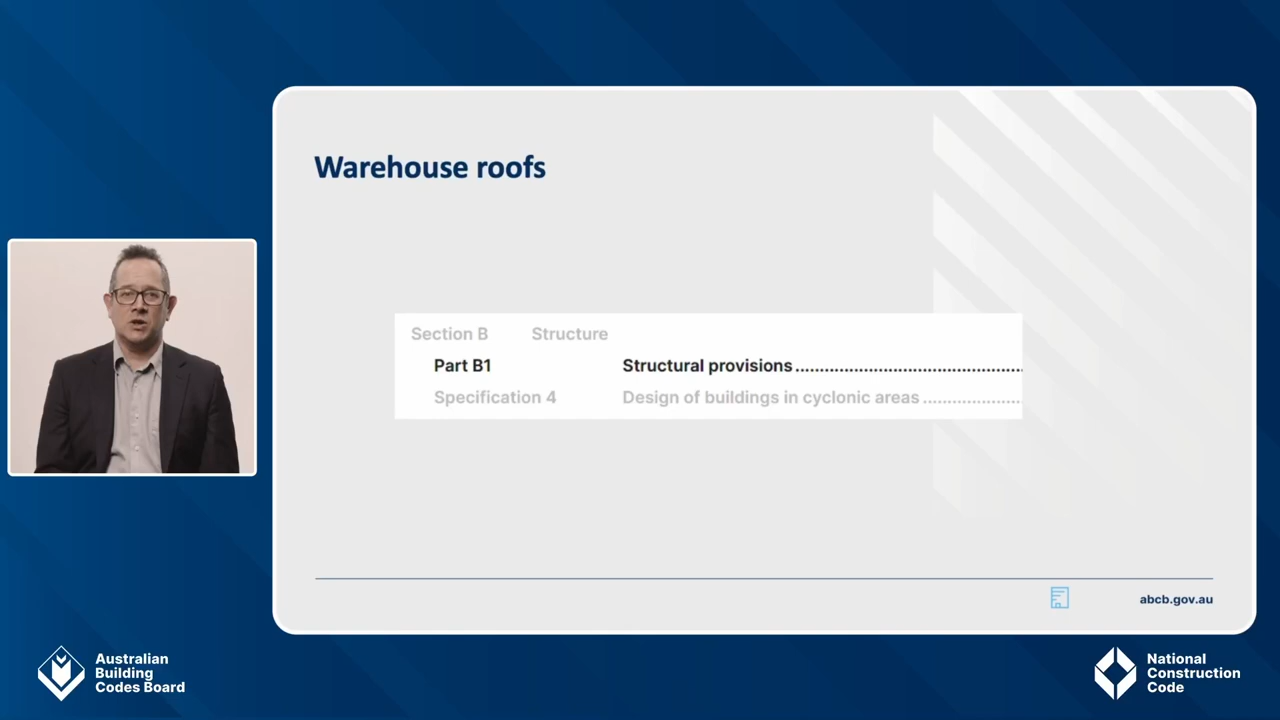 Warehouse roofs
Section B Structure
Part B1 Structural provisions
Specification 4 Design of buildings in cyclonic areas
abcb.gov.au
Australian
Building
Codes Board
National
Construction
Code